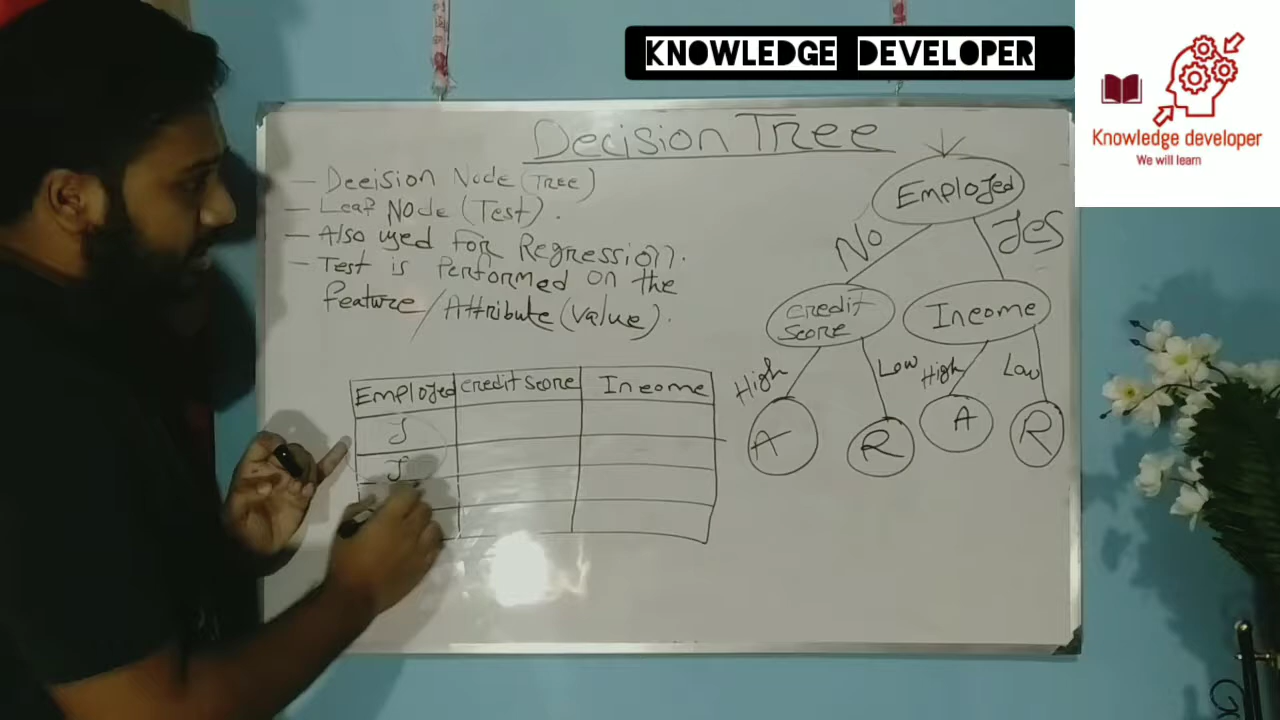 KNOWLEDGE DEVELOPER
Knowledge developer
We will learn
Decision Tree
— Decision Node (Tree)
— Leaf Node (Test).
— Also used For Regression.
— Test is Performed on the
feature / Attribute (value).
Employed
No
Yes
credit
score
Income
High
Low
High
Low
A
R
A
R
Employed credit score Income
J
J